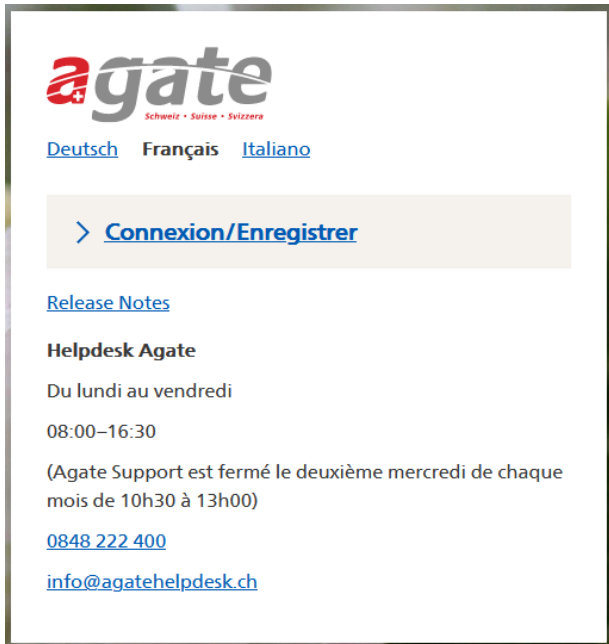 agate
Schweiz • Suisse • Svizzera
Deutsch Français Italiano
Connexion/Enregistrer
Release Notes
Helpdesk Agate
Du lundi au vendredi
08:00–16:30
(Agate Support est fermé le deuxième mercredi de chaque
mois de 10h30 à 13h00)
0848 222 400
info@agatehelpdesk.ch